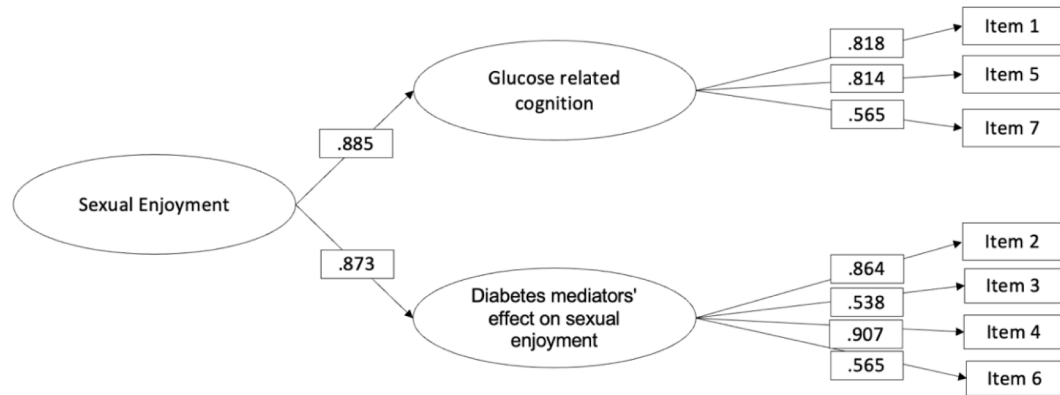 Sexual Enjoyment
.885
.873
Glucose related
cognition
.818
.814
.565
Item 1
Item 5
Item 7
Diabetes mediators'
effect on sexual
enjoyment
.864
.538
.907
.565
Item 2
Item 3
Item 4
Item 6